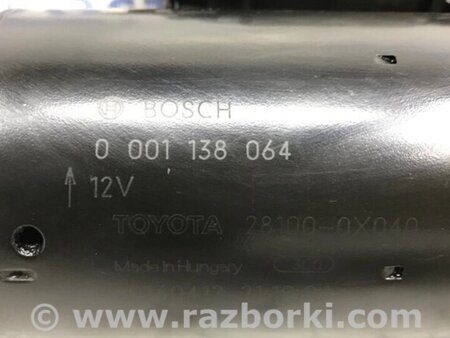 BOSCH
0 001 138 064
12V
TOYOTA 28100-0X040
Made in Hungary
© www.razborki.com